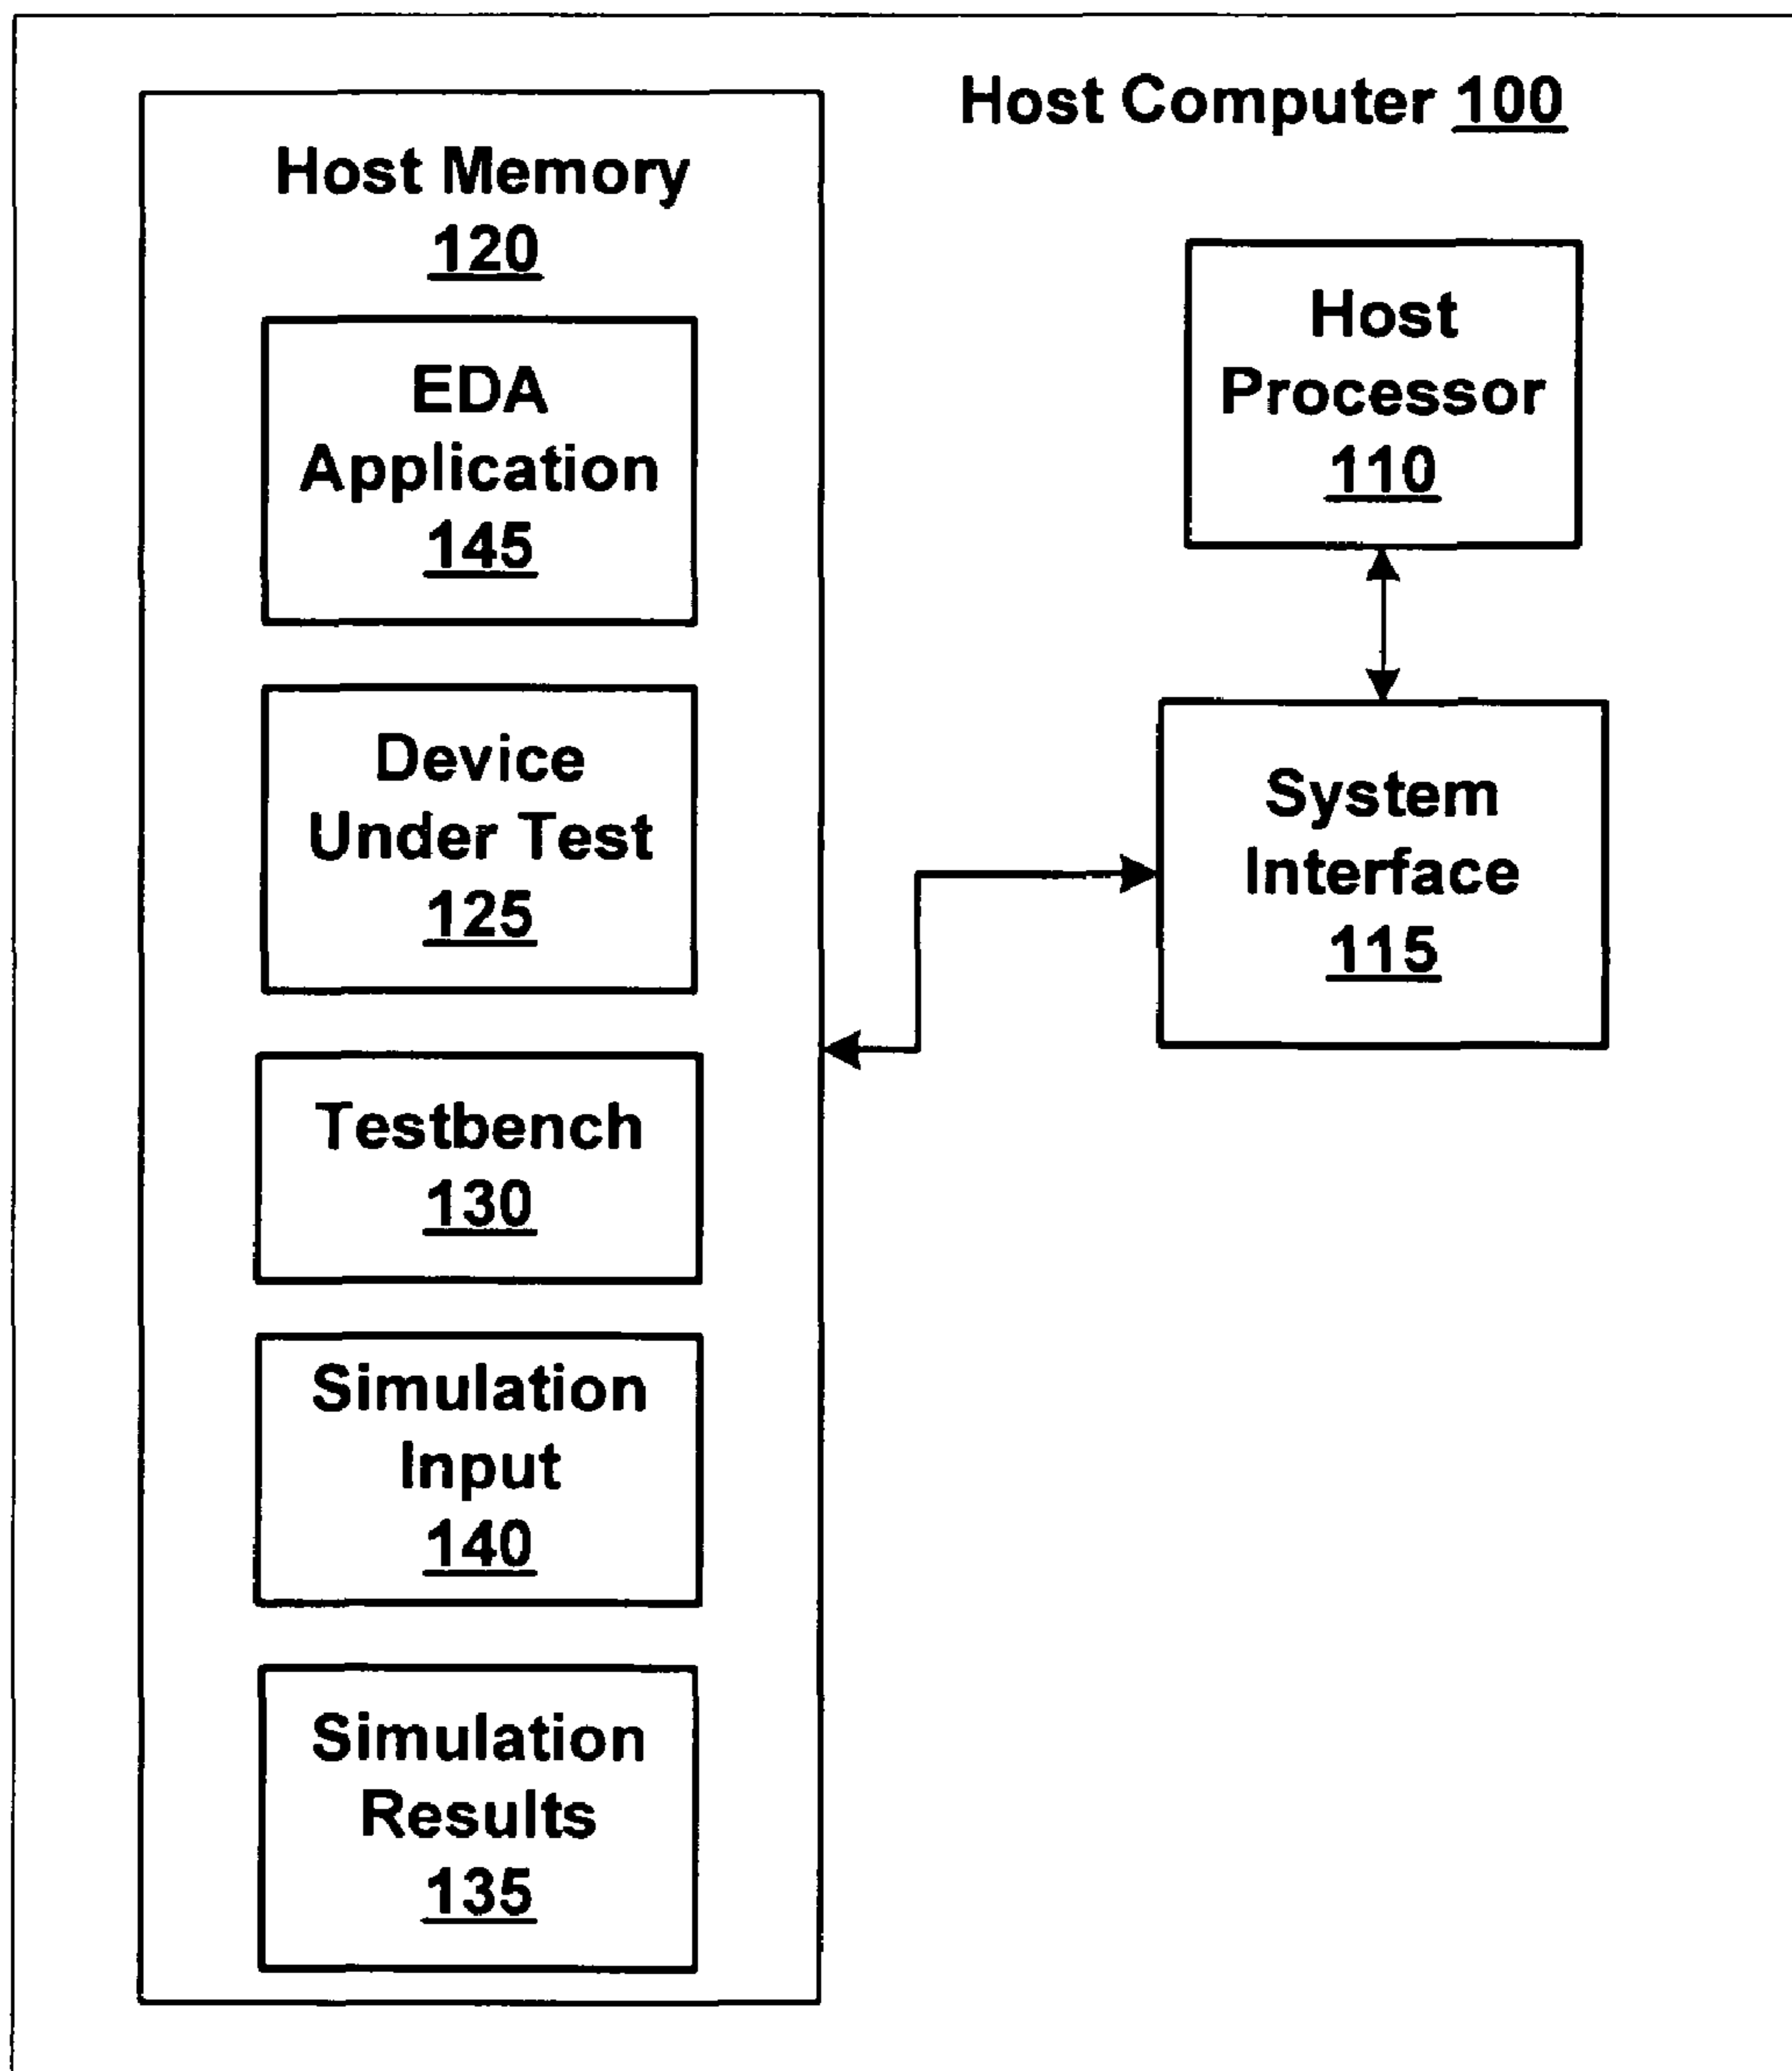 Host Computer 100
Host Memory
120
EDA
Application
145
Device
Under Test
125
Testbench
130
Simulation
Input
140
Simulation
Results
135
Host
Processor
110
System
Interface
115